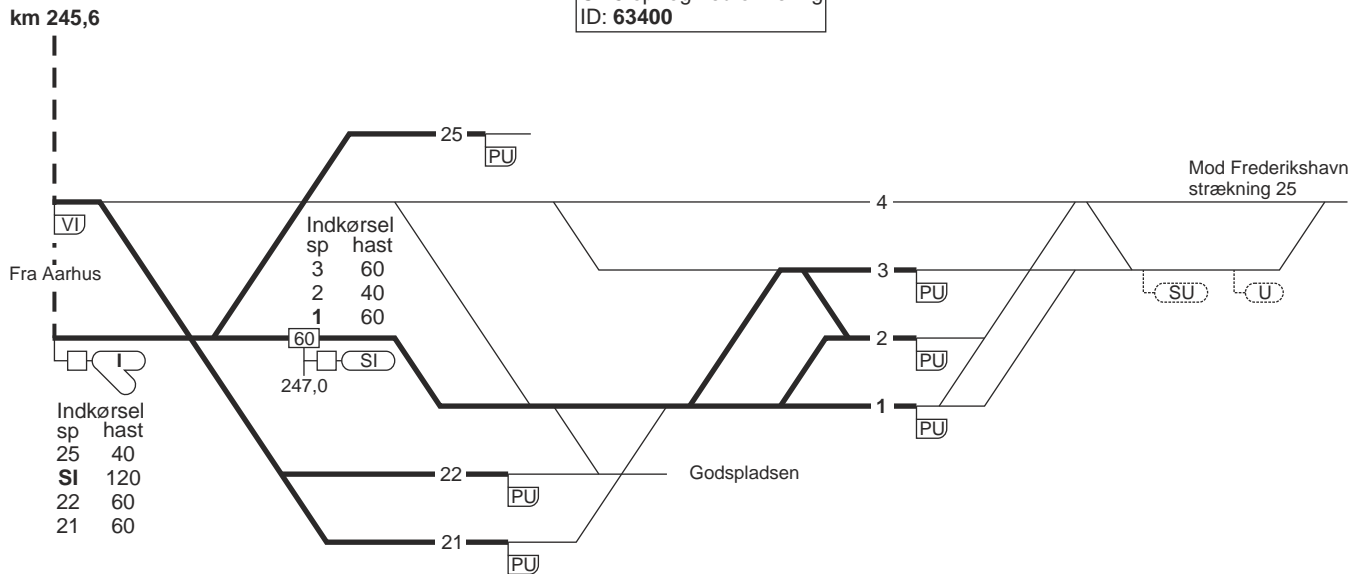 km 245,6
ID: 63400
25
PU
Mod Frederikshavn
strækning 25
4
VI
Indkørsel
sp hast
3 60
2 40
1 60
Fra Aarhus
3
PU
SU
U
60
I
SI
247,0
2
PU
1
PU
Indkørsel
sp hast
25 40
SI 120
22 60
21 60
22
PU
Godspladsen
21
PU